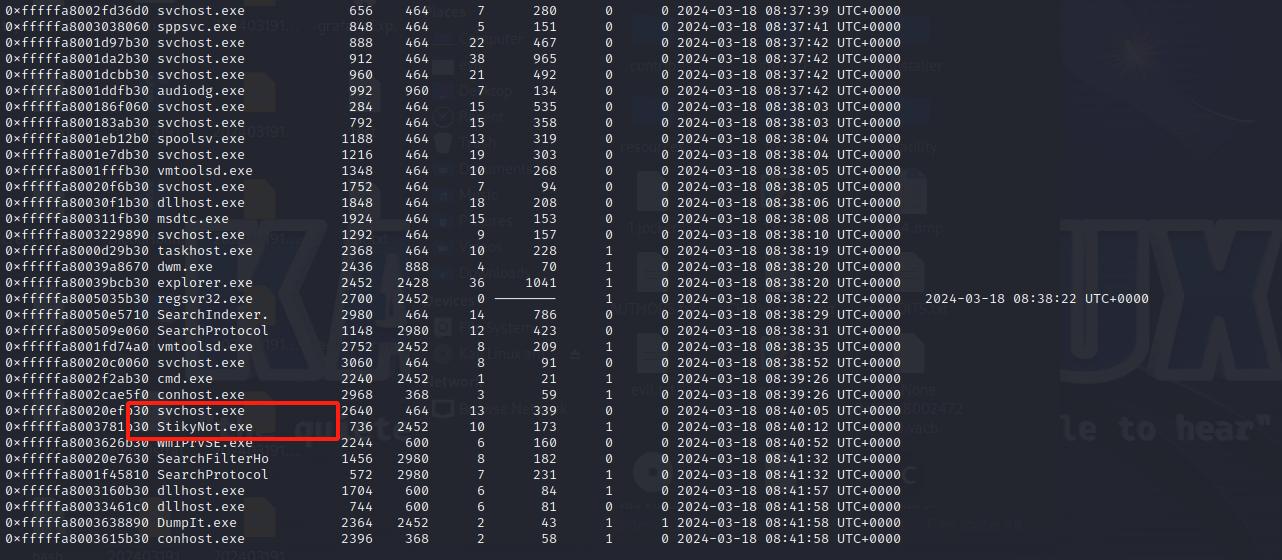 0×fffffa8002fd36d0 svchost.exe 656 464 7 280 0 0 2024-03-18 08:37:39 UTC+0000
0×fffffa8003038060 sppsvc.exe 848 464 5 151 0 0 2024-03-18 08:37:41 UTC+0000
0×fffffa8001d97b30 svchost.exe 888 464 22 467 0 0 2024-03-18 08:37:42 UTC+0000
0×fffffa8001da2b30 svchost.exe 912 464 38 965 0 0 2024-03-18 08:37:42 UTC+0000
0×fffffa8001dcbb30 svchost.exe 960 464 21 492 0 0 2024-03-18 08:37:42 UTC+0000
0×fffffa8001ddfb30 audiodg.exe 992 960 7 134 0 0 2024-03-18 08:37:42 UTC+0000
0×fffffa800186f060 svchost.exe 284 464 15 535 0 0 2024-03-18 08:38:03 UTC+0000
0×fffffa800183ab30 svchost.exe 792 464 15 358 0 0 2024-03-18 08:38:03 UTC+0000
0×fffffa8001eb12b0 spoolsv.exe 1188 464 13 319 0 0 2024-03-18 08:38:04 UTC+0000
0×fffffa8001e7db30 svchost.exe 1216 464 19 303 0 0 2024-03-18 08:38:04 UTC+0000
0×fffffa8001fffb30 vmtoolsd.exe 1348 464 10 268 0 0 2024-03-18 08:38:05 UTC+0000
0×fffffa80020f6b30 svchost.exe 1752 464 7 94 0 0 2024-03-18 08:38:05 UTC+0000
0×fffffa80030f1b30 dllhost.exe 1848 464 18 208 0 0 2024-03-18 08:38:06 UTC+0000
0×fffffa800311fb30 msdtc.exe 1924 464 15 153 0 0 2024-03-18 08:38:08 UTC+0000
0×fffffa8003229890 svchost.exe 1292 464 9 157 0 0 2024-03-18 08:38:10 UTC+0000
0×fffffa8000d29b30 taskhost.exe 2368 464 10 228 1 0 2024-03-18 08:38:19 UTC+0000
0×fffffa80039a8670 dwm.exe 2436 888 4 70 1 0 2024-03-18 08:38:20 UTC+0000
0×fffffa80039bcb30 explorer.exe 2452 2428 36 1041 1 0 2024-03-18 08:38:20 UTC+0000
0×fffffa8005035b30 regsvr32.exe 2700 2452 0 -------- 1 0 2024-03-18 08:38:22 UTC+0000 2024-03-18 08:38:22 UTC+0000
0×fffffa80050e5710 SearchIndexer. 2980 464 14 786 0 0 2024-03-18 08:38:29 UTC+0000
0×fffffa800509e060 SearchProtocol 1148 2980 12 423 0 0 2024-03-18 08:38:31 UTC+0000
0×fffffa8001fd74a0 vmtoolsd.exe 2752 2452 8 209 1 0 2024-03-18 08:38:35 UTC+0000
0×fffffa80020c0060 svchost.exe 3060 464 8 91 0 0 2024-03-18 08:38:52 UTC+0000
0×fffffa8002f2ab30 cmd.exe 2240 2452 1 21 1 0 2024-03-18 08:39:26 UTC+0000
0×fffffa8002cae5f0 conhost.exe 2968 368 3 59 1 0 2024-03-18 08:39:26 UTC+0000
0×fffffa80020efb30 svchost.exe 2640 464 13 339 0 0 2024-03-18 08:40:05 UTC+0000
0×fffffa8003781b30 StikyNot.exe 736 2452 10 173 1 0 2024-03-18 08:40:12 UTC+0000
0×fffffa8003626b30 WmiPrvSE.exe 2244 600 6 160 0 0 2024-03-18 08:40:52 UTC+0000
0×fffffa80020e7630 SearchFilterHo 1456 2980 8 182 0 0 2024-03-18 08:41:32 UTC+0000
0×fffffa8001f45810 SearchProtocol 572 2980 7 231 1 0 2024-03-18 08:41:32 UTC+0000
0×fffffa8003160b30 dllhost.exe 1704 600 6 84 1 0 2024-03-18 08:41:57 UTC+0000
0×fffffa80033461c0 dllhost.exe 744 600 6 81 0 0 2024-03-18 08:41:58 UTC+0000
0×fffffa8003638890 DumpIt.exe 2364 2452 2 43 1 1 2024-03-18 08:41:58 UTC+0000
0×fffffa8003615b30 conhost.exe 2396 368 2 58 1 0 2024-03-18 08:41:58 UTC+0000